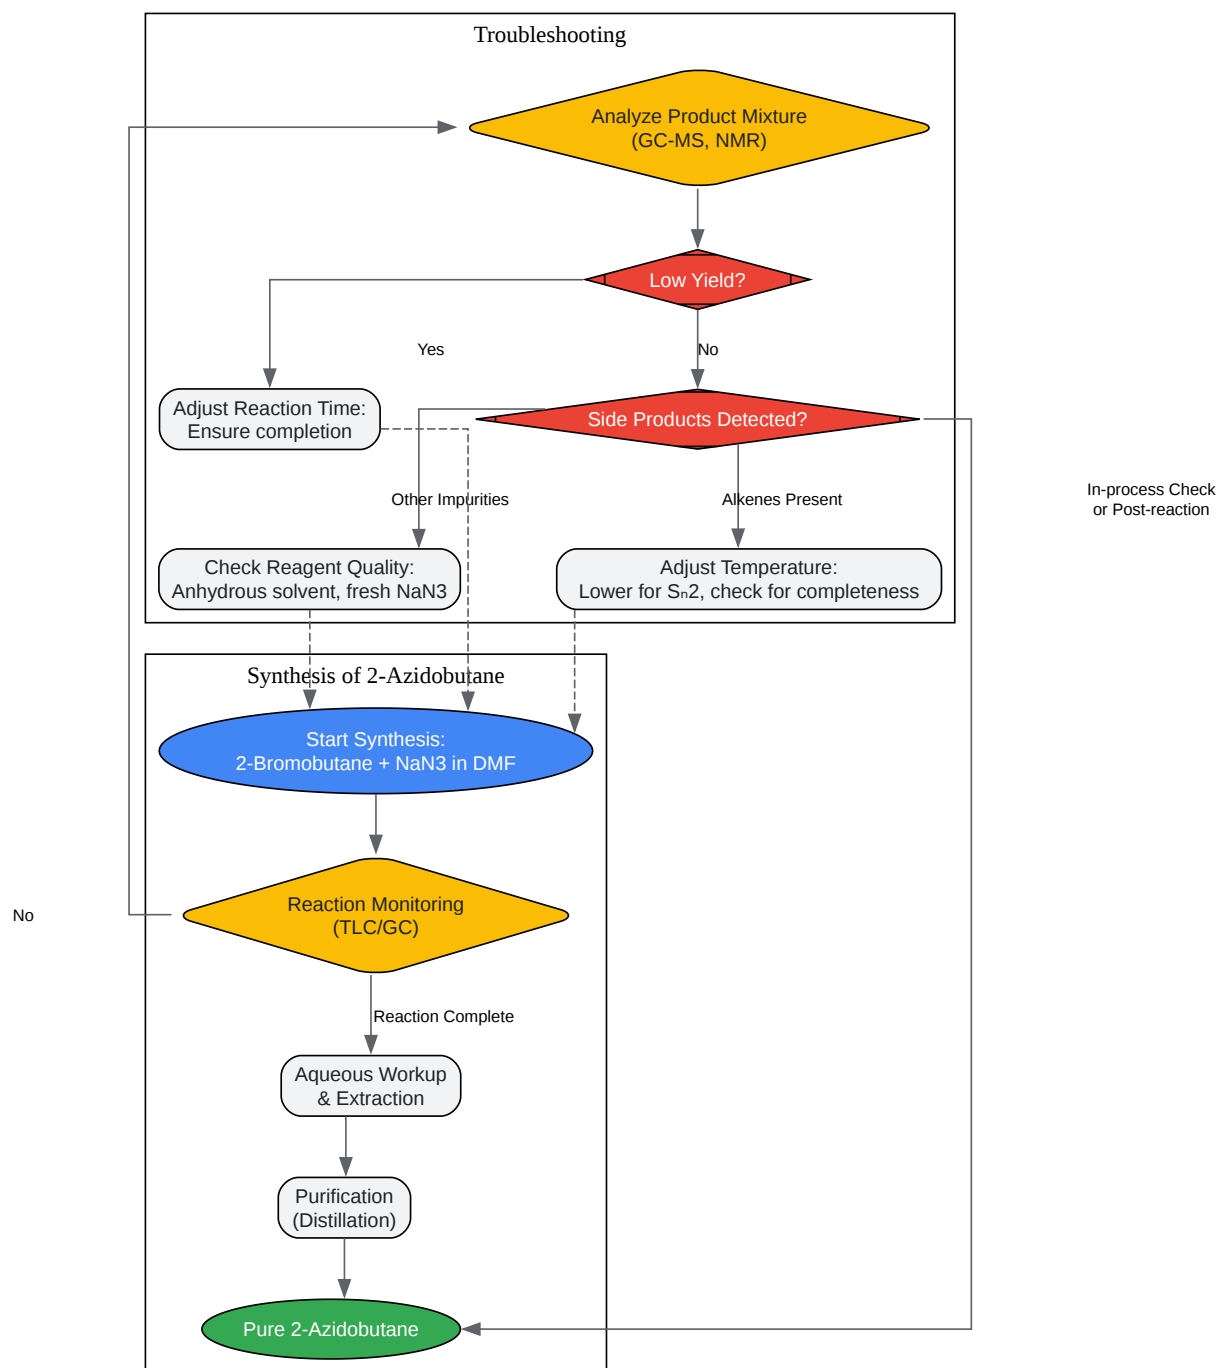 Troubleshooting
Analyze Product Mixture
(GC-MS, NMR)
Low Yield?
Yes
No
Adjust Reaction Time:
Ensure completion
Side Products Detected?
Other Impurities
Alkenes Present
In-process Check
or Post-reaction
Check Reagent Quality:
Anhydrous solvent, fresh NaN3
Adjust Temperature:
Lower for Sₙ2, check for completeness
Synthesis of 2-Azidobutane
Start Synthesis:
2-Bromobutane + NaN3 in DMF
Reaction Monitoring
(TLC/GC)
No
Reaction Complete
Aqueous Workup
& Extraction
Purification
(Distillation)
Pure 2-Azidobutane